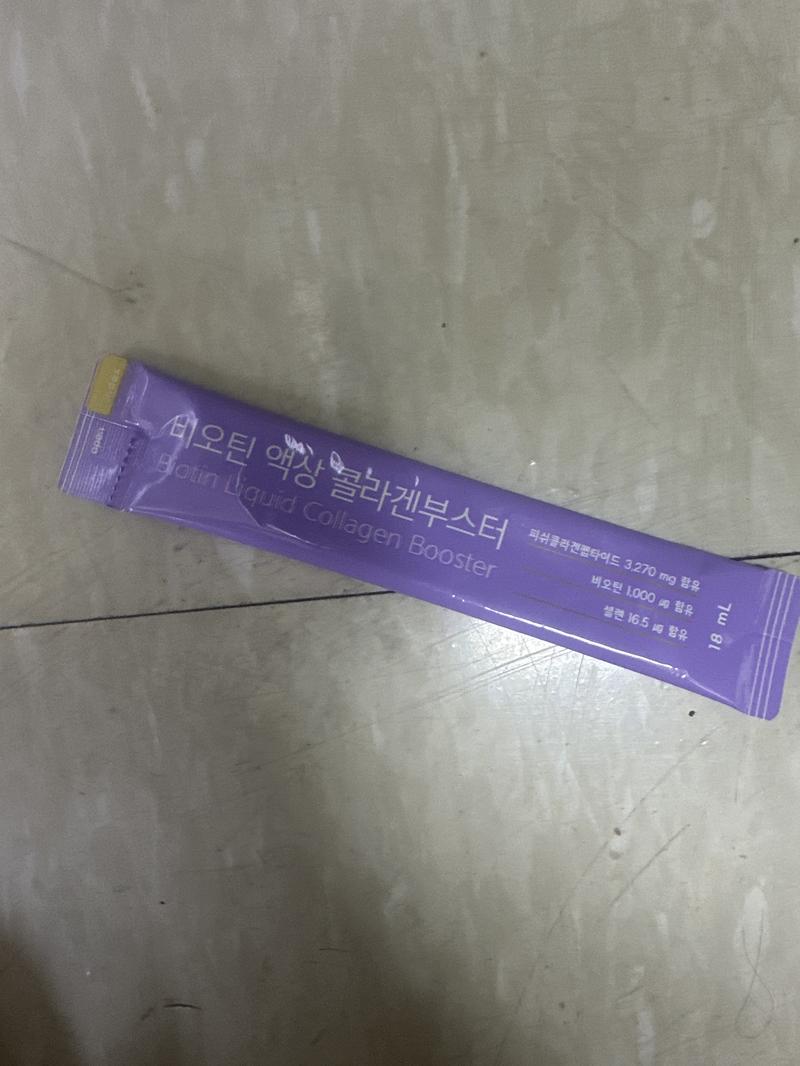 비오틴 액상 콜라겐부스터
Biotin Liquid Collagen Booster
피쉬콜라겐펩타이드 3,270 mg 함유
비오틴 1,000 ㎍ 함유
셀렌 16.5 ㎍ 함유
18 mL
open